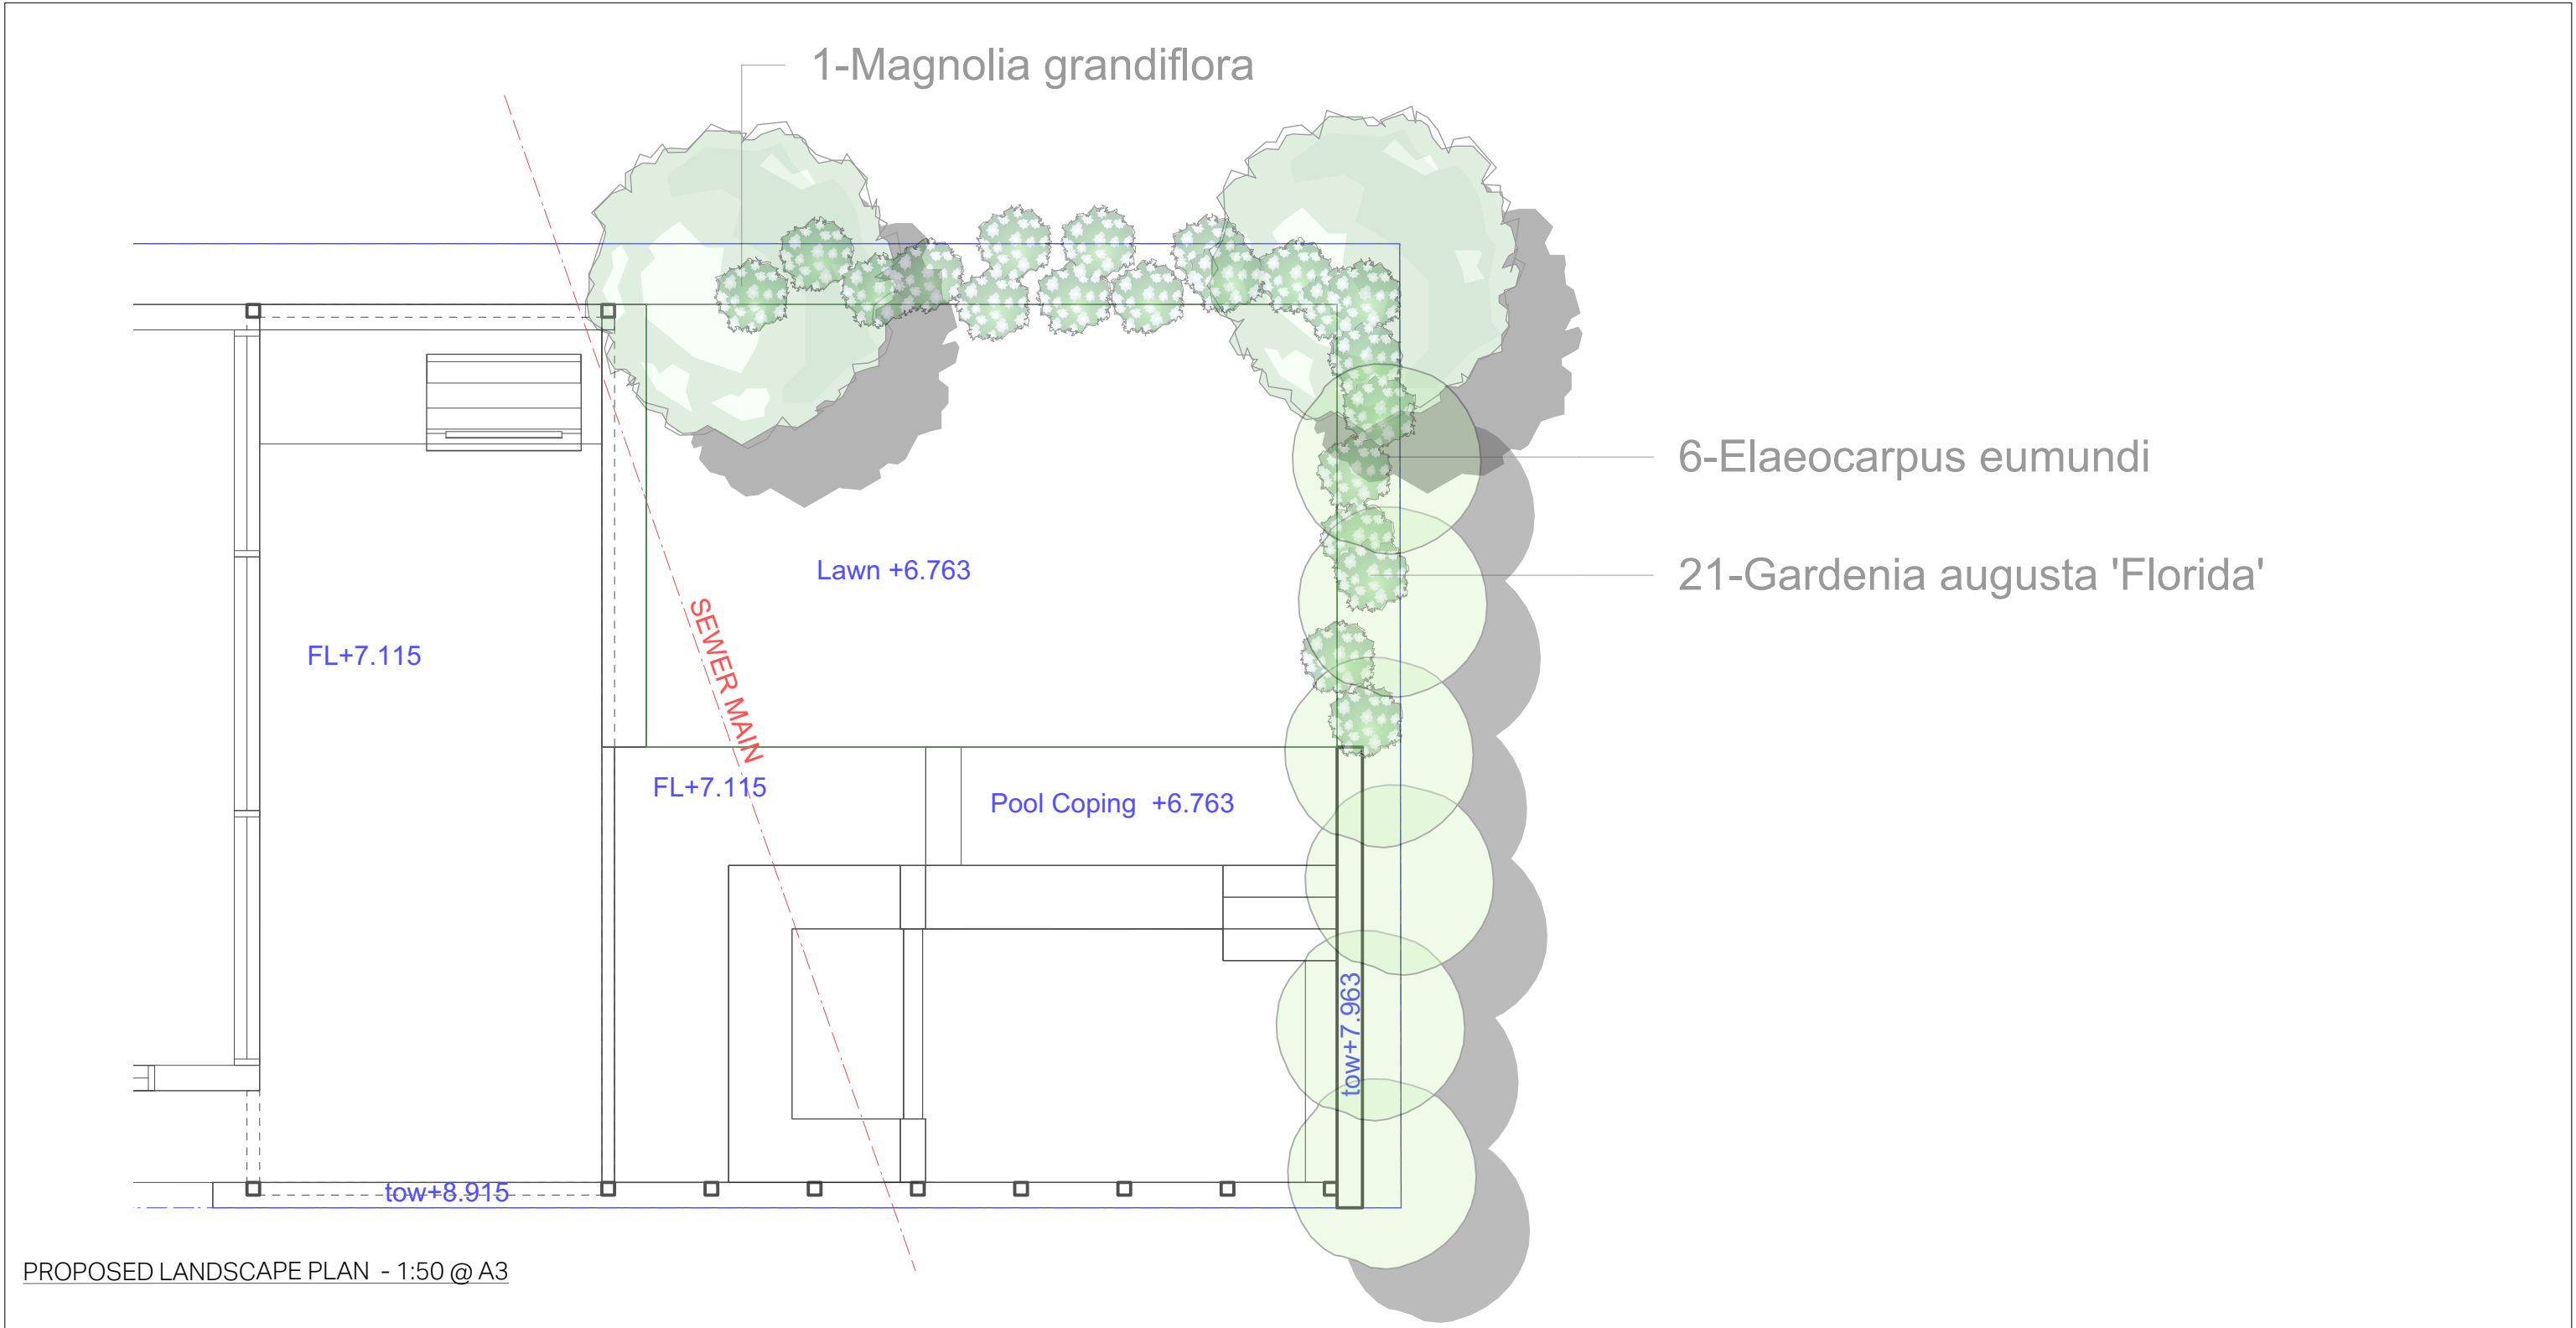 1-Magnolia grandiflora
6-Elaeocarpus eumundi
Lawn +6.763
21-Gardenia augusta 'Florida'
SEWER MAIN
FL+7.115
FL+7.115
Pool Coping +6.763
tow+7.963
tow+8.915
PROPOSED LANDSCAPE PLAN - 1:50 @ A3